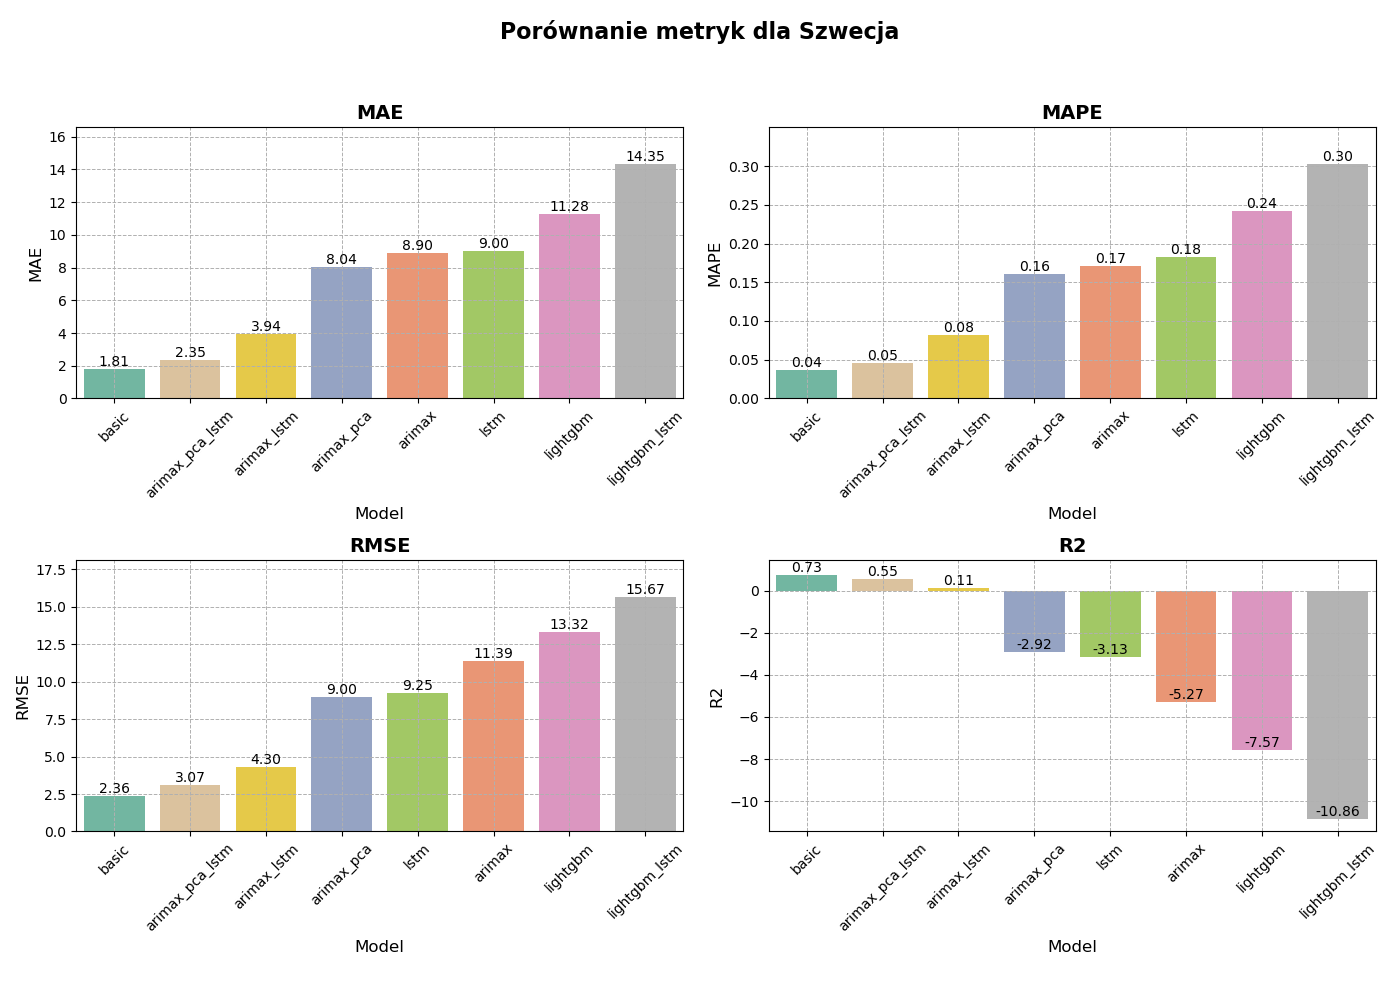 Porównanie metryk dla Szwecja
MAE
MAE
16
14
12
10
8
6
4
2
0
1.81
2.35
3.94
8.04
8.90
9.00
11.28
14.35
basic
arimax_pca_lstm
arimax_lstm
arimax_pca
arimax
lstm
lightgbm
lightgbm_lstm
Model
MAPE
MAPE
0.30
0.25
0.20
0.15
0.10
0.05
0.00
0.04
0.05
0.08
0.16
0.17
0.18
0.24
0.30
basic
arimax_pca_lstm
arimax_lstm
arimax_pca
arimax
lstm
lightgbm
lightgbm_lstm
Model
RMSE
RMSE
17.5
15.0
12.5
10.0
7.5
5.0
2.5
0.0
2.36
3.07
4.30
9.00
9.25
11.39
13.32
15.67
basic
arimax_pca_lstm
arimax_lstm
arimax_pca
lstm
arimax
lightgbm
lightgbm_lstm
Model
R2
R2
0
−2
−4
−6
−8
−10
0.73
0.55
0.11
-2.92
-3.13
-5.27
-7.57
-10.86
basic
arimax_pca_lstm
arimax_lstm
arimax_pca
lstm
arimax
lightgbm
lightgbm_lstm
Model